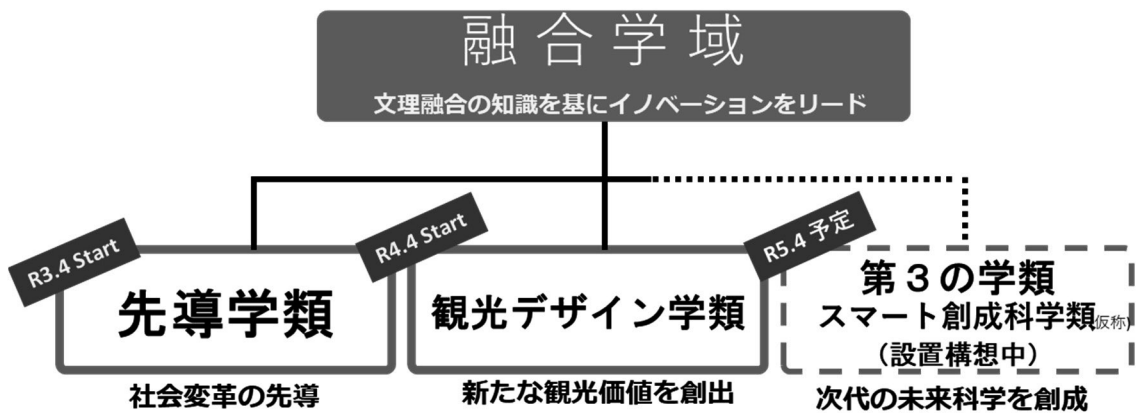 融合学域
文理融合の知識を基にイノベーションをリード
R3.4 Start
先導学類
社会変革の先導
R4.4 Start
観光デザイン学類
新たな観光価値を創出
R5.4 予定
第３の学類
スマート創成科学類(仮称)
（設置構想中）
次代の未来科学を創成